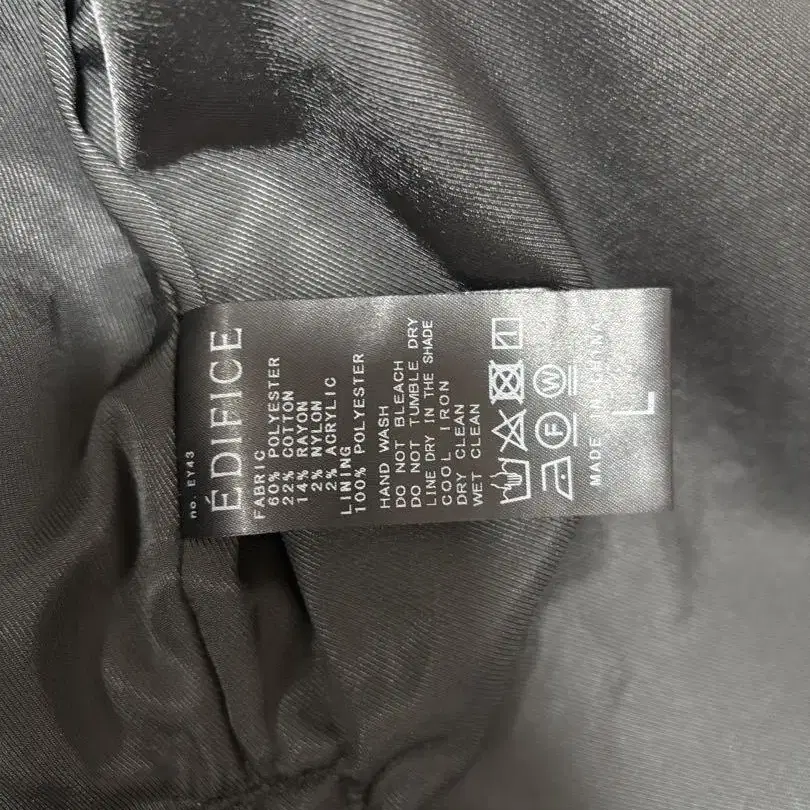 no. EY43
ÉDIFICE
FABRIC
60% POLYESTER
22% COTTON
14% RAYON
2% NYLON
2% ACRYLIC
LINING
100% POLYESTER
HAND WASH
DO NOT BLEACH
DO NOT TUMBLE DRY
LINE DRY IN THE SHADE
COOL IRON
DRY CLEAN
WET CLEAN
F W
MADE IN CHINA
L